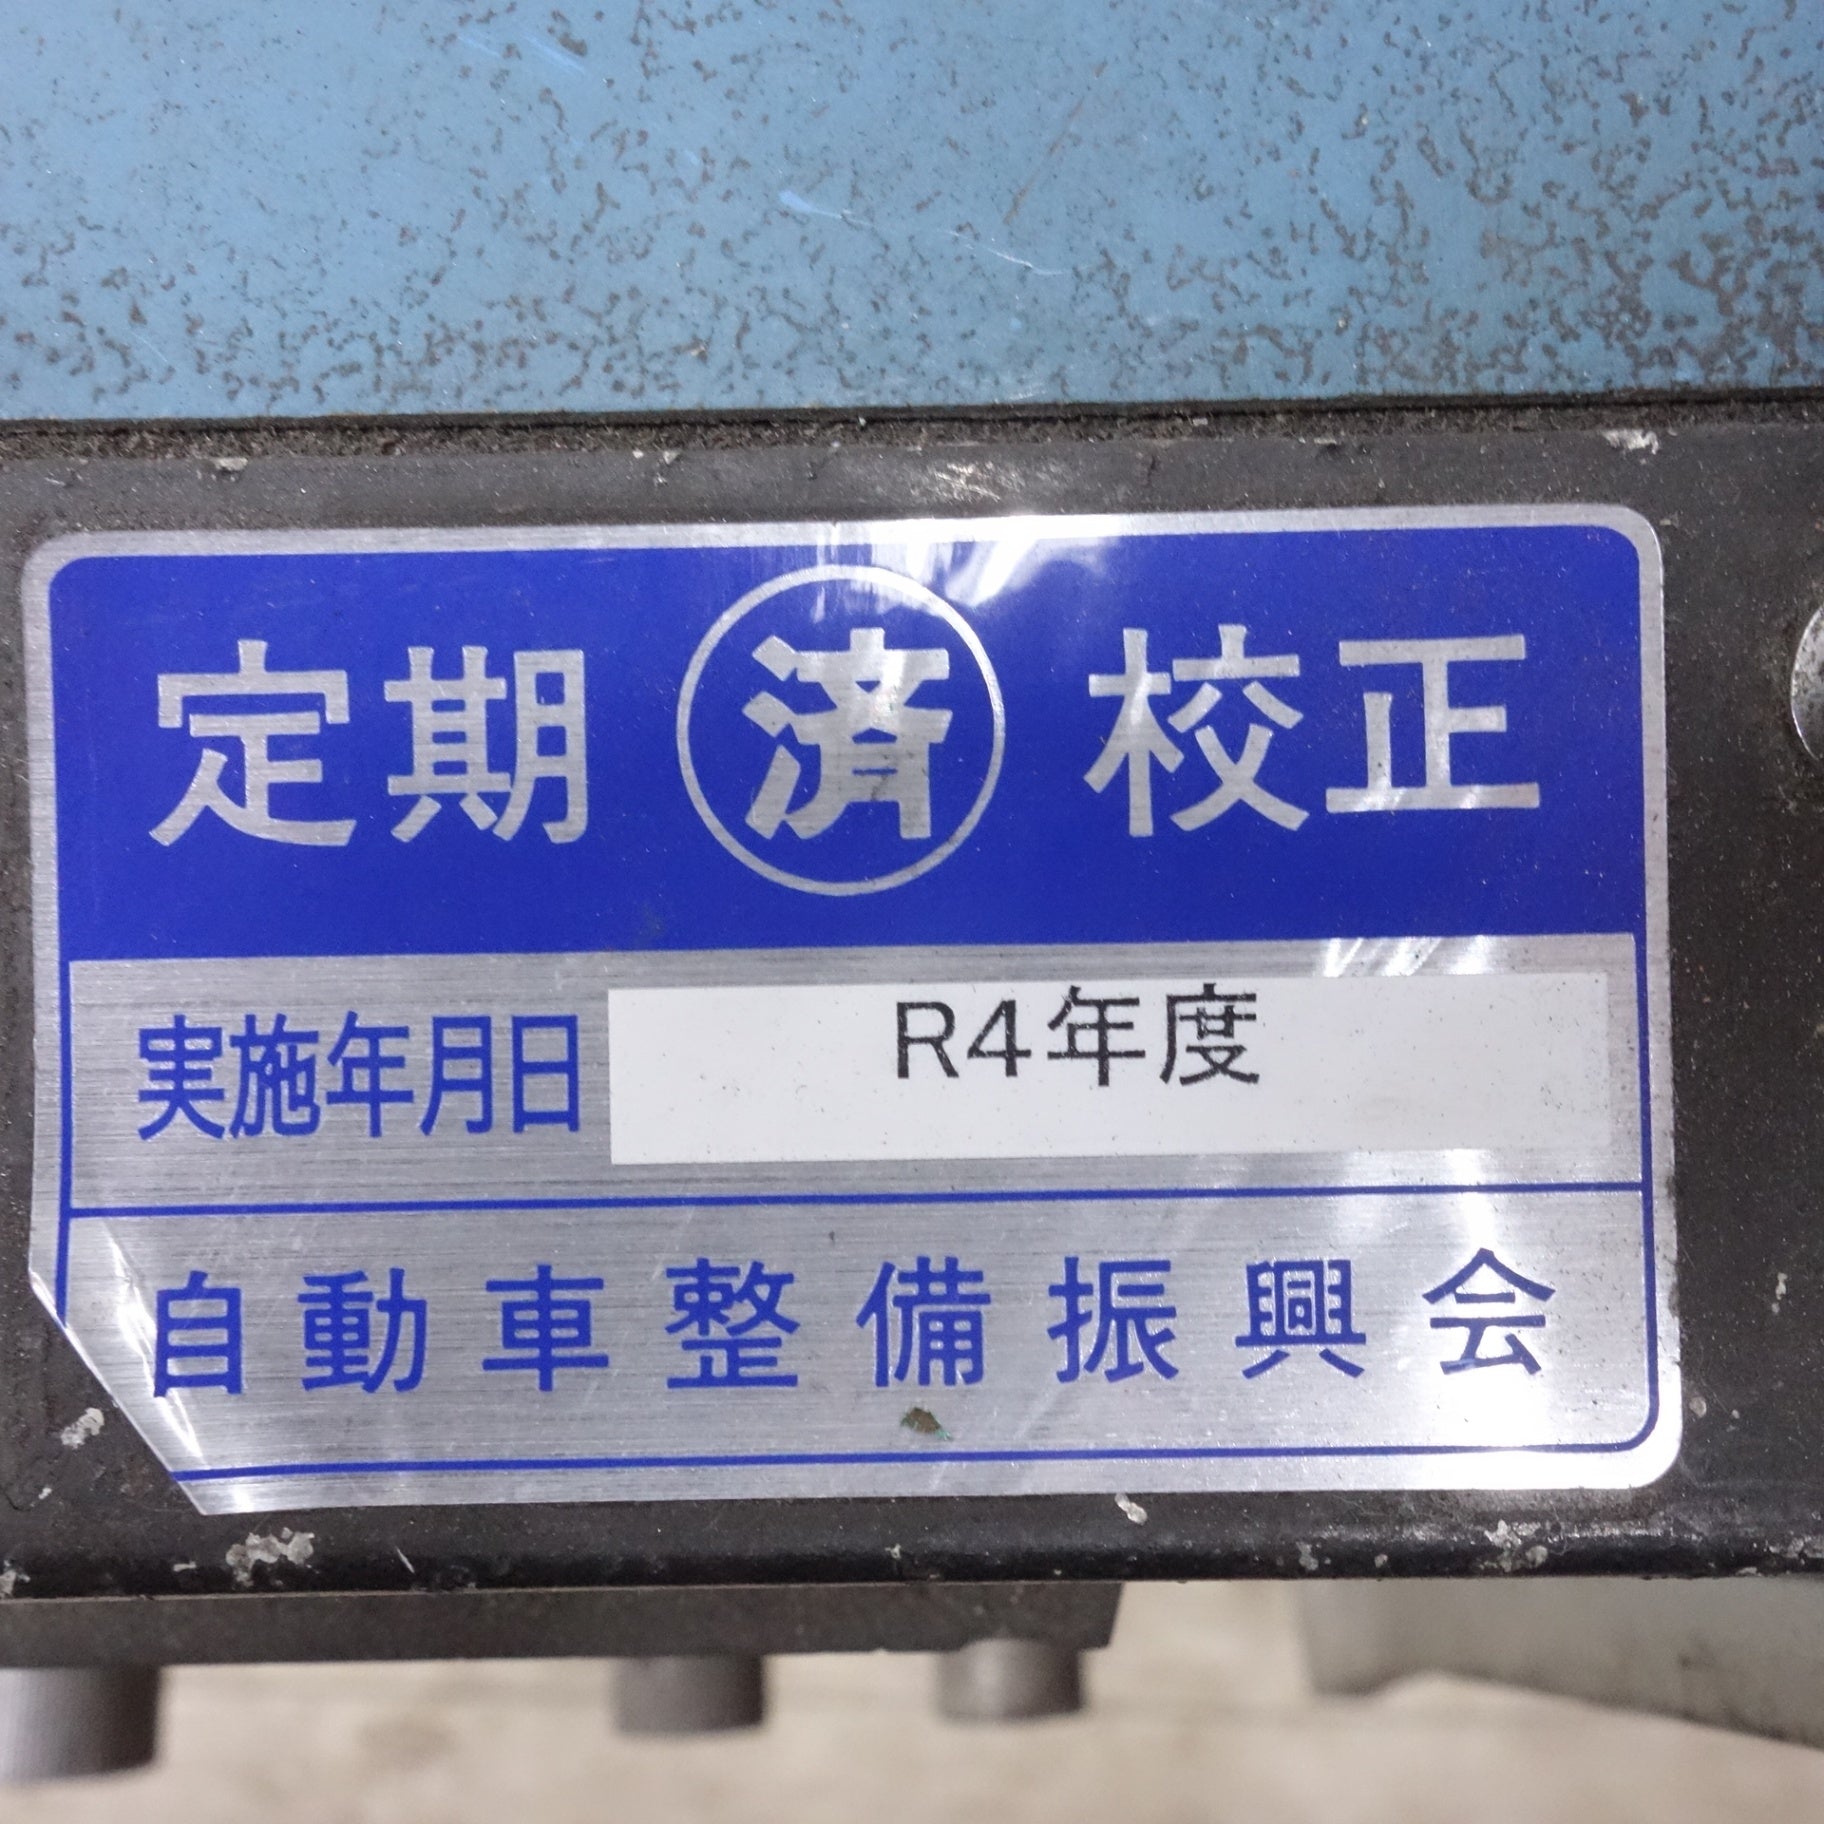 定期 済 校正
実施年月日 R4年度
自動車整備振興会